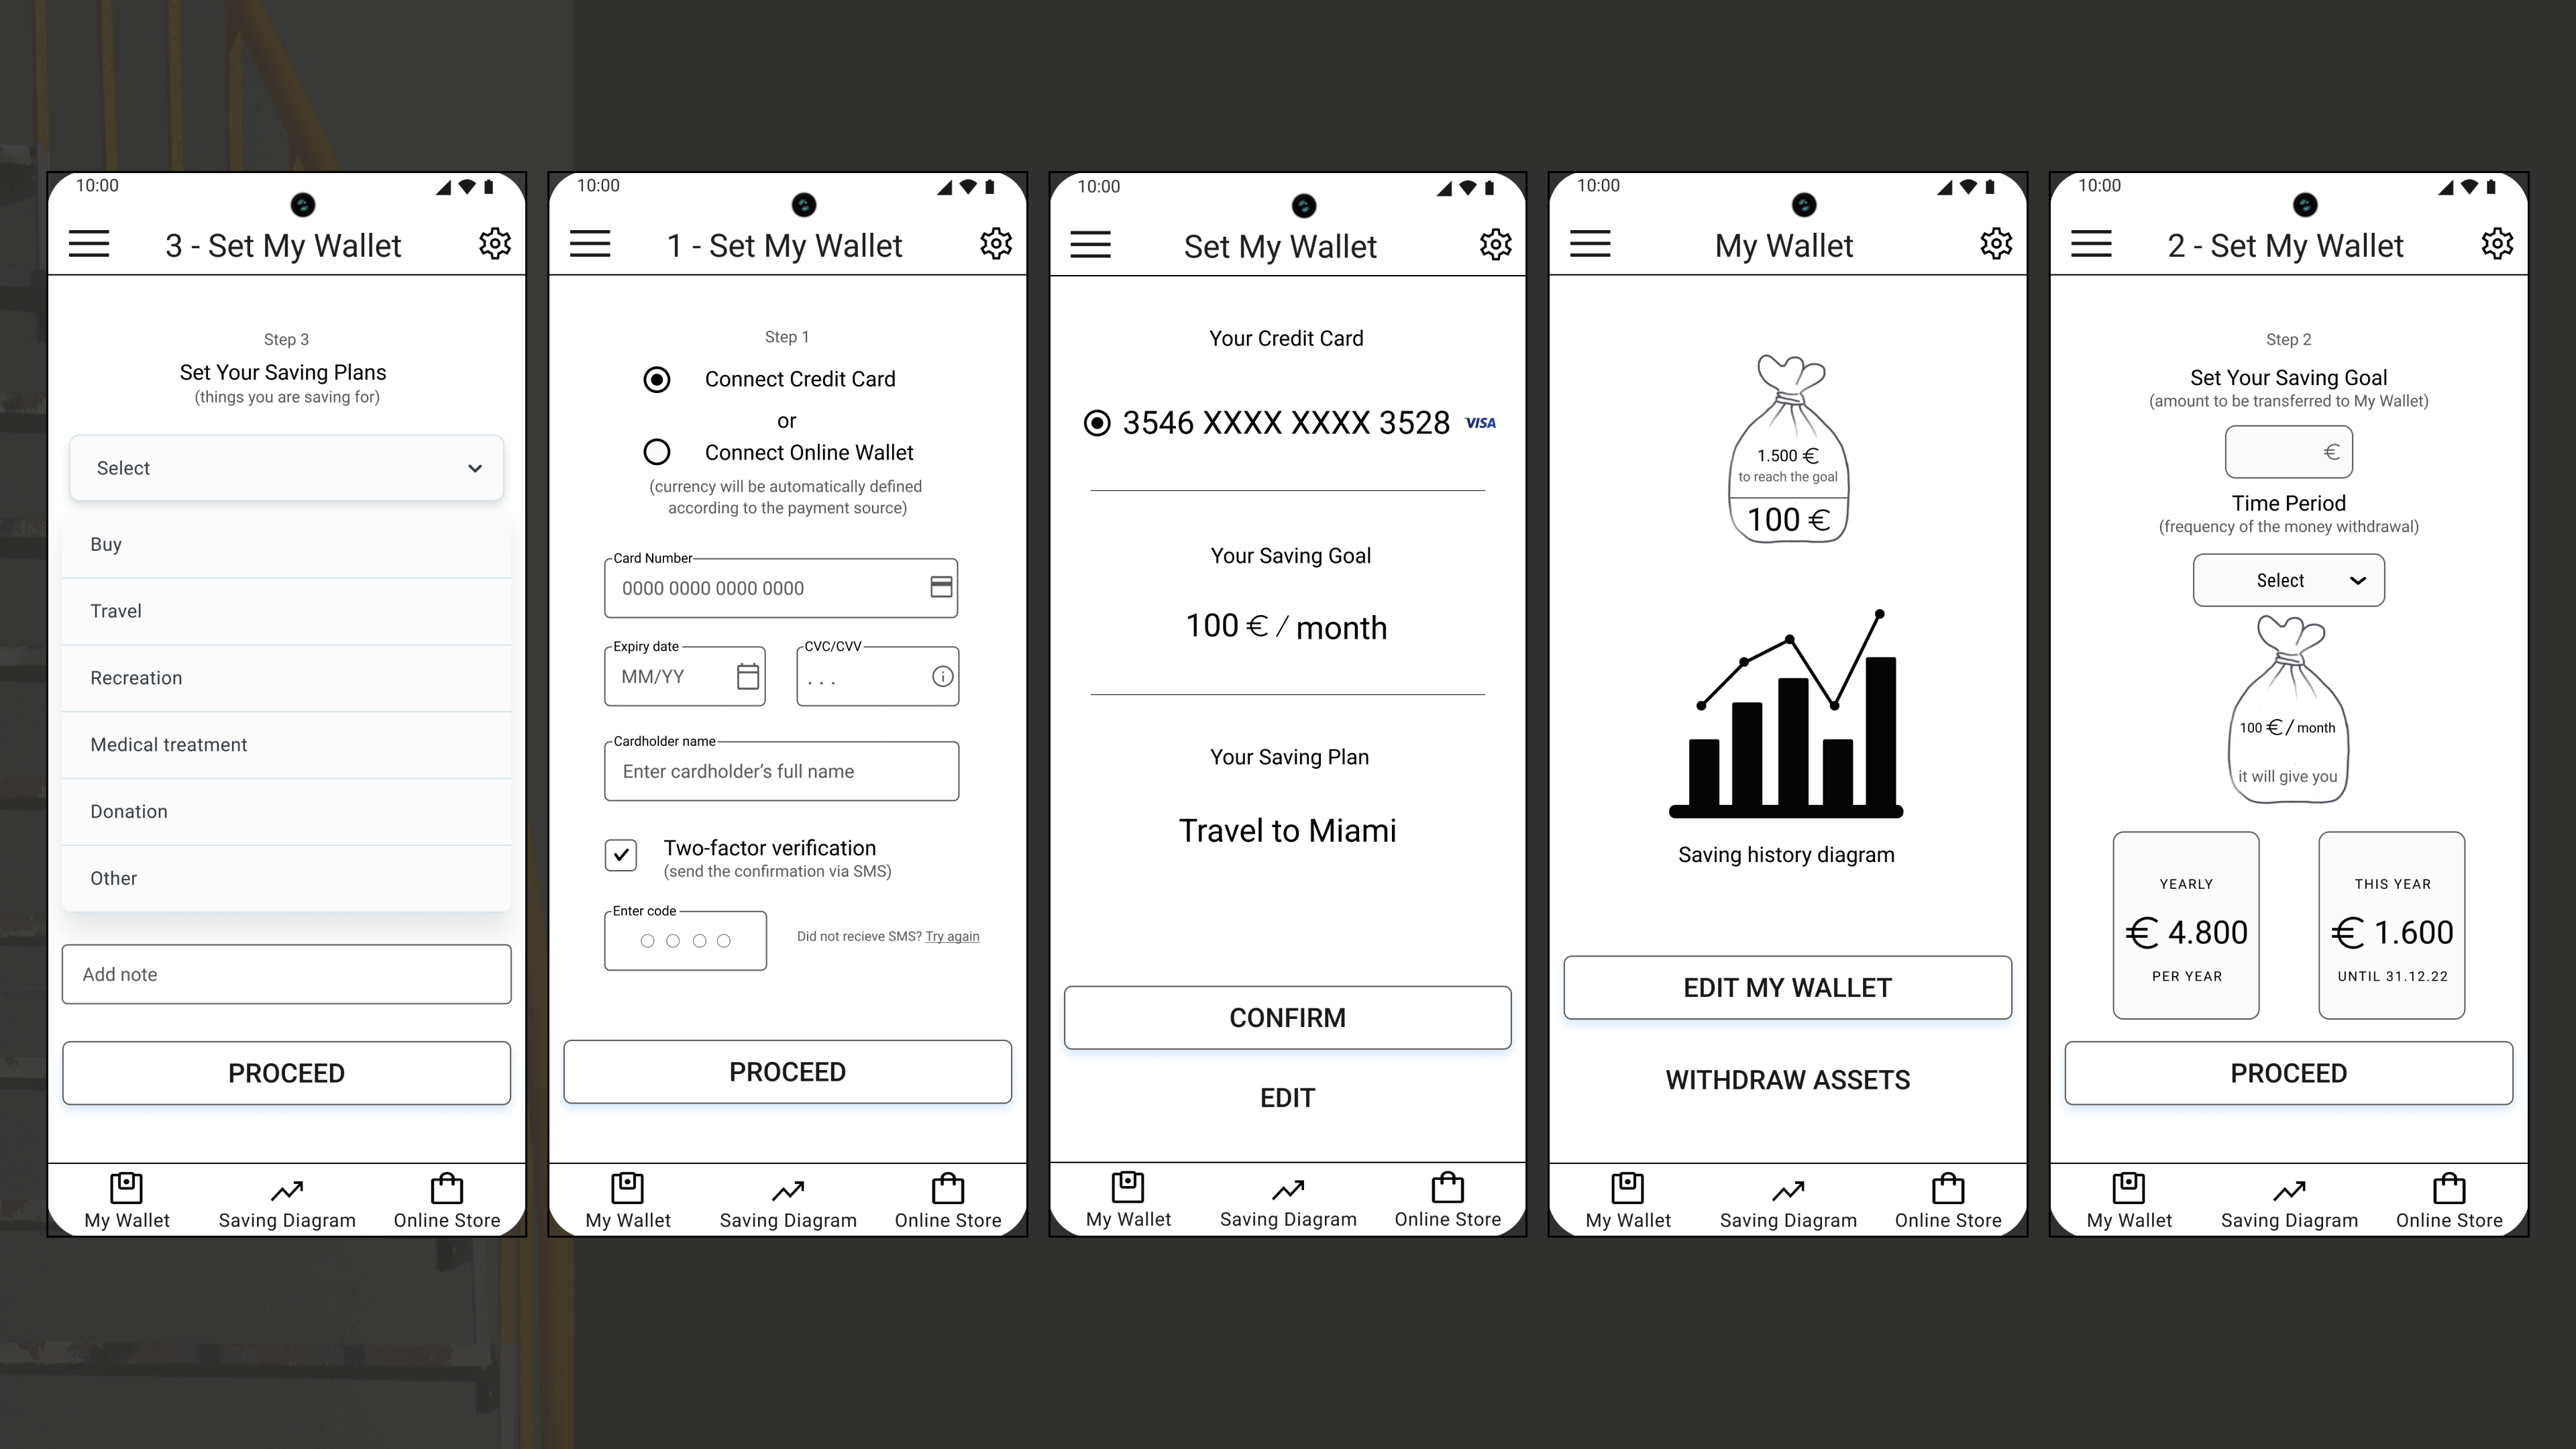 10:00
3 - Set My Wallet
Step 3
Set Your Saving Plans
(things you are saving for)
Select
Buy
Travel
Recreation
Medical treatment
Donation
Other
Add note
PROCEED
My Wallet
Saving Diagram
Online Store
10:00
1 - Set My Wallet
Step 1
Connect Credit Card
or
Connect Online Wallet
(currency will be automatically defined
according to the payment source)
Card Number
0000 0000 0000 0000
Expiry date
MM/YY
CVC/CVV
. . .
Cardholder name
Enter cardholder’s full name
Two-factor verification
(send the confirmation via SMS)
Enter code
Did not recieve SMS? Try again
PROCEED
My Wallet
Saving Diagram
Online Store
10:00
Set My Wallet
Your Credit Card
3546 XXXX XXXX 3528 VISA
Your Saving Goal
100 € / month
Your Saving Plan
Travel to Miami
CONFIRM
EDIT
My Wallet
Saving Diagram
Online Store
10:00
My Wallet
1.500 €
to reach the goal
100 €
Saving history diagram
EDIT MY WALLET
WITHDRAW ASSETS
My Wallet
Saving Diagram
Online Store
10:00
2 - Set My Wallet
Step 2
Set Your Saving Goal
(amount to be transferred to My Wallet)
€
Time Period
(frequency of the money withdrawal)
Select
100 € / month
it will give you
YEARLY
€ 4.800
PER YEAR
THIS YEAR
€ 1.600
UNTIL 31.12.22
PROCEED
My Wallet
Saving Diagram
Online Store